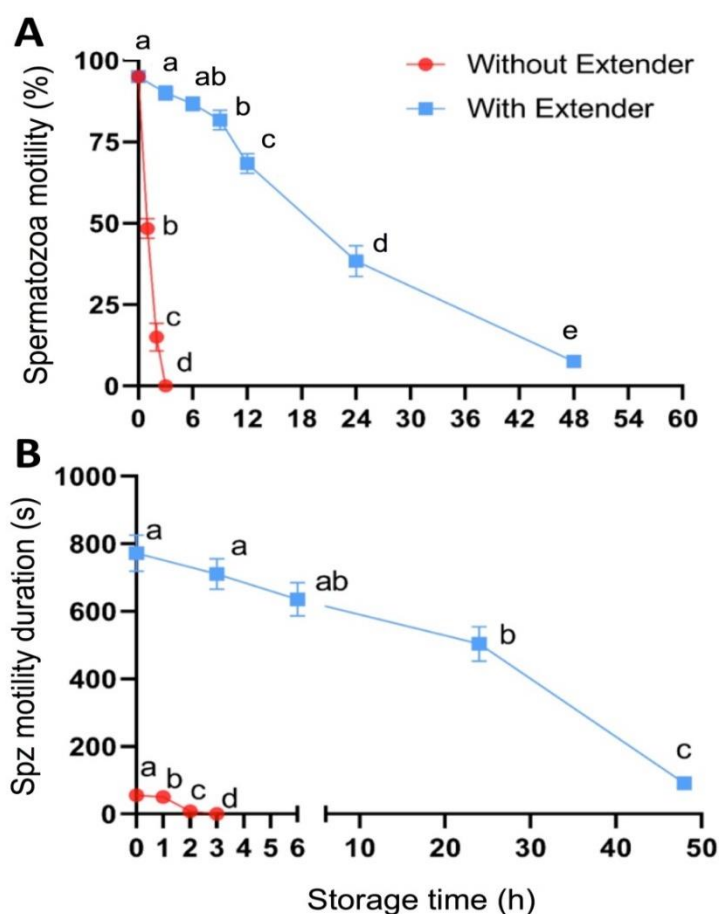 A
a
100
a
ab
b
c
d
e
75
50
25
0
b
c
d
Spermatozoa motility (%)
Without Extender
With Extender
0 6 12 18 24 30 36 42 48 54 60
B
1000
800
600
400
200
0
Spz motility duration (s)
a
a
ab
b
c
a
b
c
d
0 1 2 3 4 5 6 10 20 30 40 50
Storage time (h)